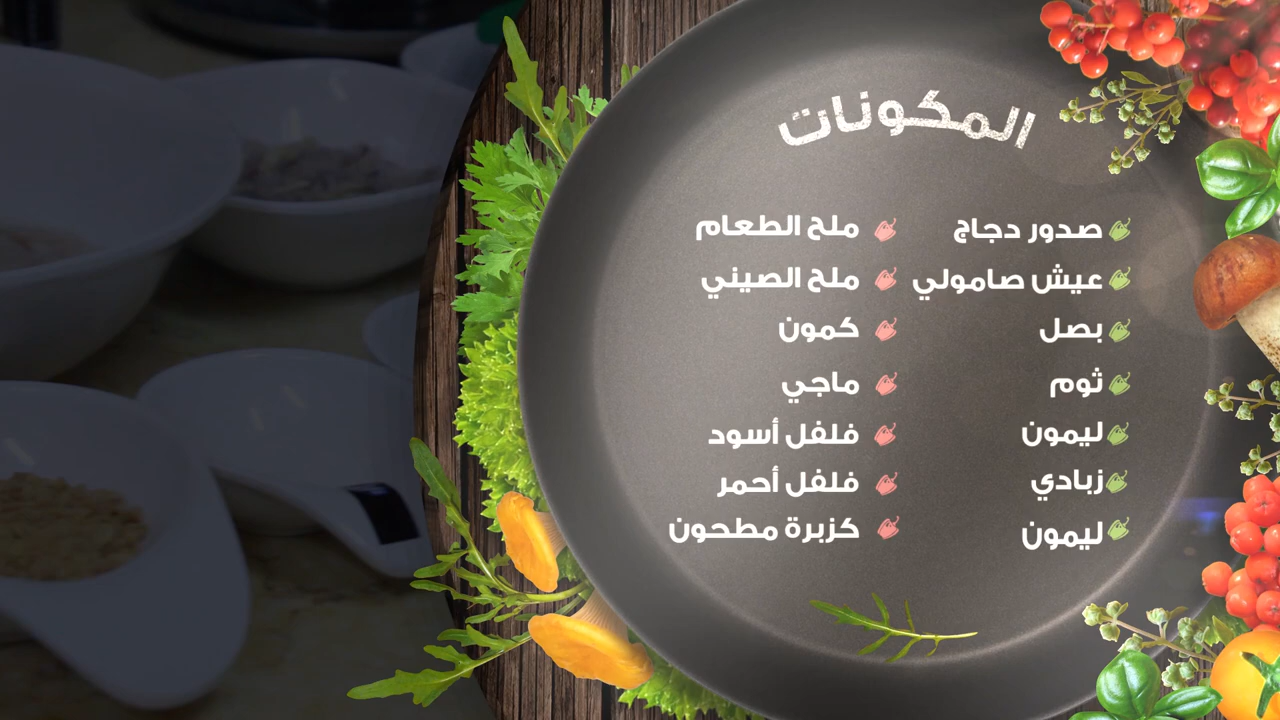 المكونات
صدور دجاج
عيش صامولي
بصل
ثوم
ليمون
زبادي
ليمون
ملح الطعام
ملح الصيني
كمون
ماجي
فلفل أسود
فلفل أحمر
كزبرة مطحون